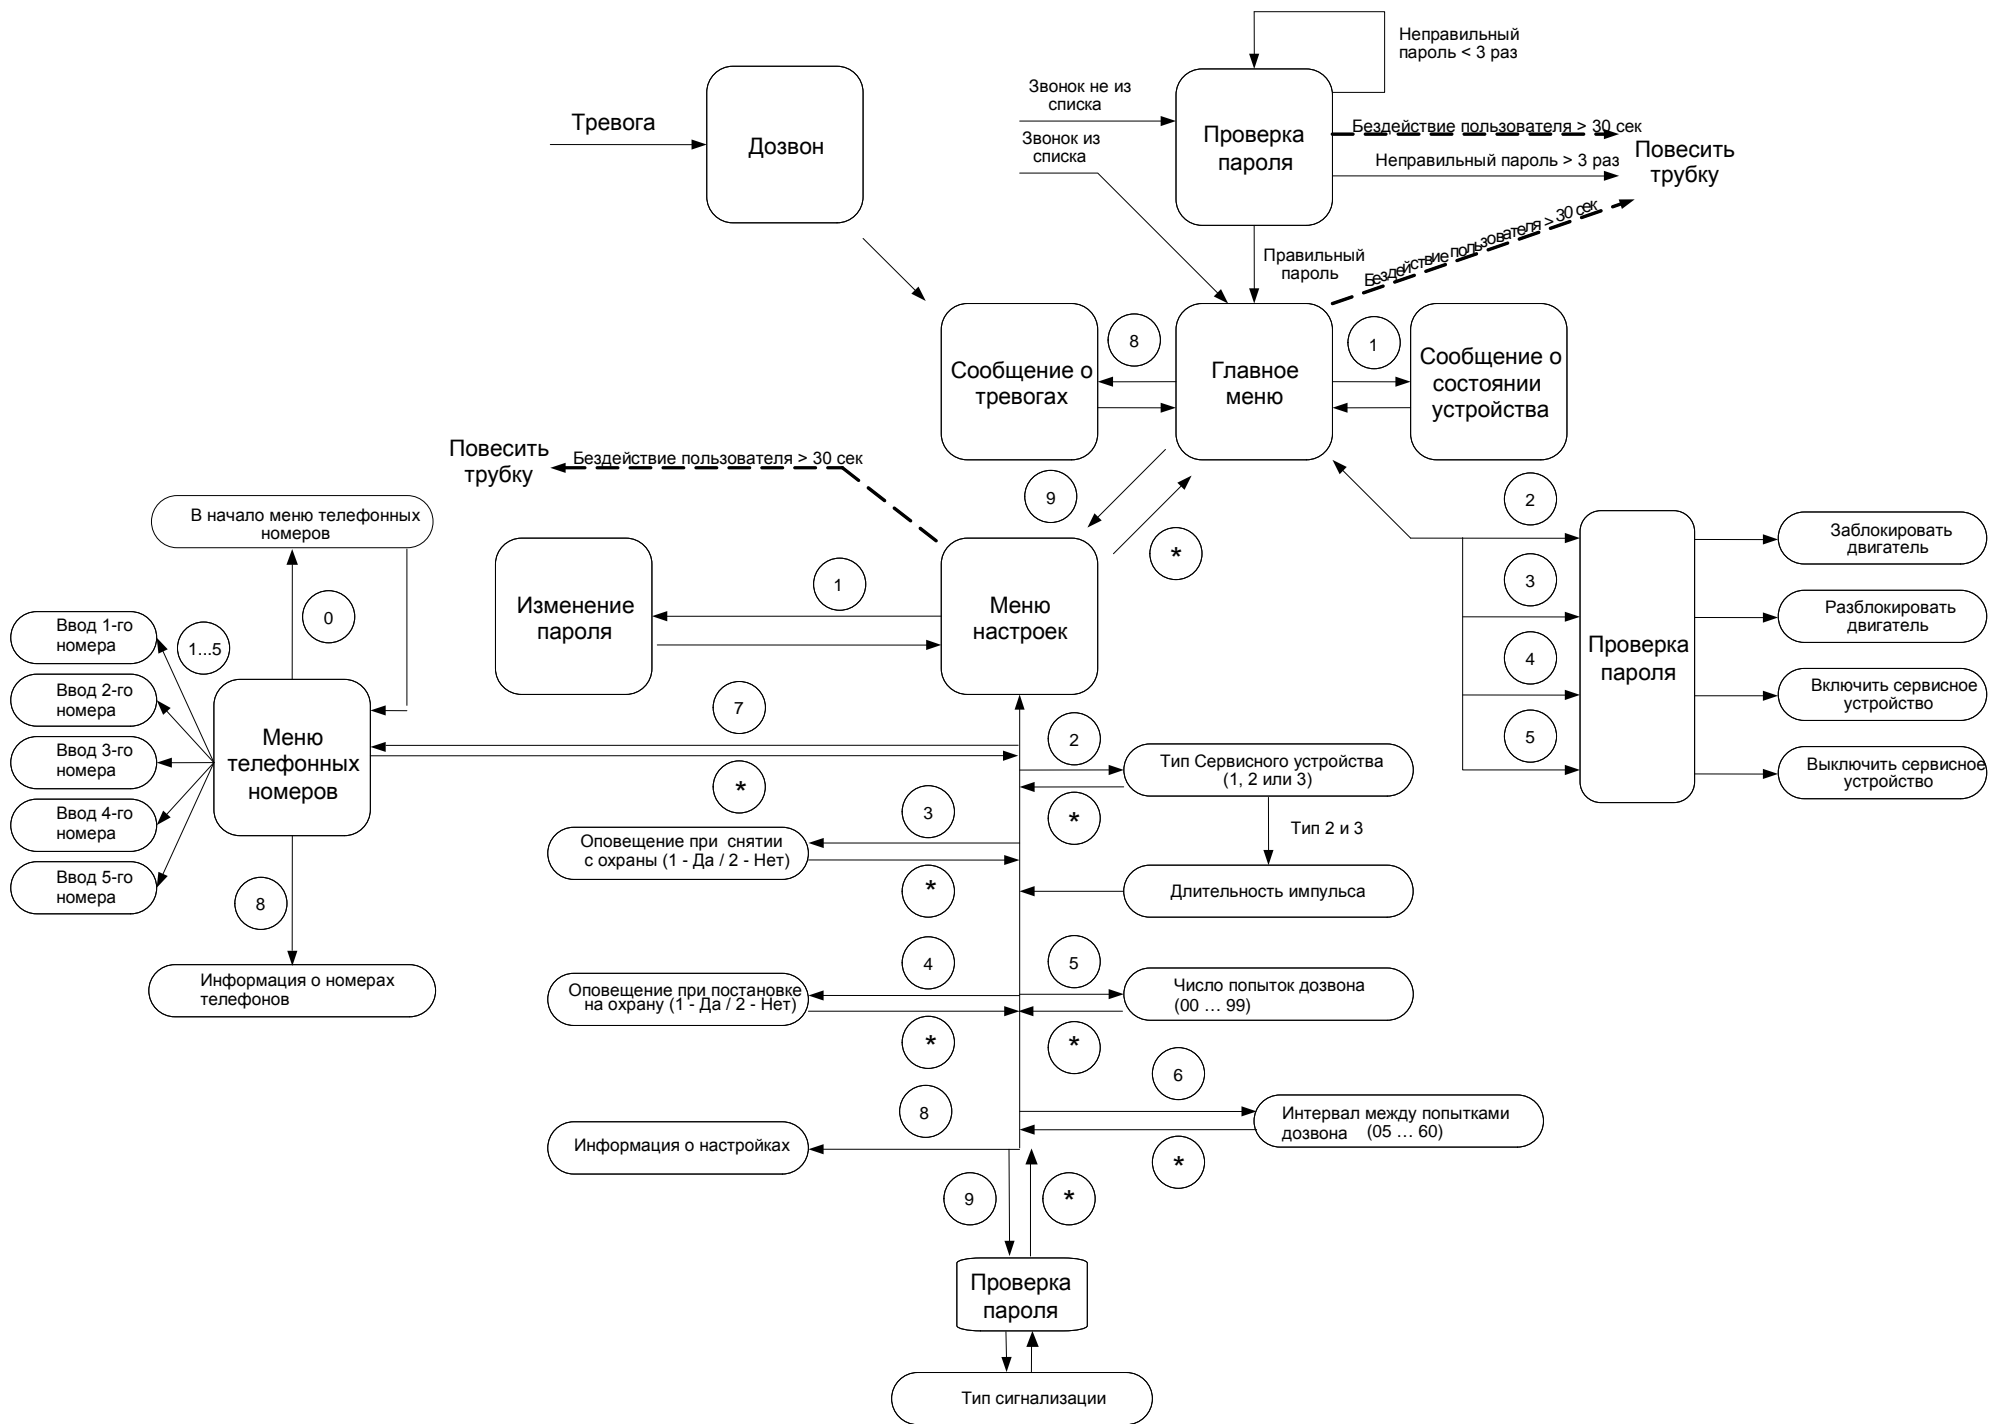 Неправильный
пароль < 3 раз
Звонок не из
списка
Тревога
Дозвон
Звонок из
списка
Проверка
пароля
Бездействие пользователя > 30 сек
Неправильный пароль > 3 раз
Повесить
трубку
Правильный
пароль
Бездействие пользователя > 30 сек
Сообщение о
тревогах
8
Главное
меню
1
Сообщение о
состоянии
устройства
Повесить
трубку
Бездействие пользователя > 30 сек
9
*
2
В начало меню телефонных
номеров
Заблокировать
двигатель
Изменение
пароля
1
Меню
настроек
3
0
Ввод 1-го
номера
1...5
Разблокировать
двигатель
4
Проверка
пароля
Ввод 2-го
номера
7
Включить сервисное
устройство
Меню
телефонных
номеров
2
5
Ввод 3-го
номера
*
Тип Сервисного устройства
(1, 2 или 3)
Выключить сервисное
устройство
Ввод 4-го
номера
3
*
Тип 2 и 3
Оповещение при снятии
с охраны (1 - Да / 2 - Нет)
Ввод 5-го
номера
8
*
Длительность импульса
4
5
Информация о номерах
телефонов
Оповещение при постановке
на охрану (1 - Да / 2 - Нет)
Число попыток дозвона
(00 ... 99)
*
*
6
8
Интервал между попытками
дозвона (05 ... 60)
Информация о настройках
*
9
*
Проверка
пароля
Тип сигнализации